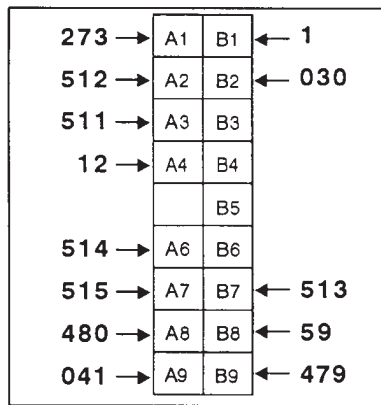 273 → A1 B1 ← 1
512 → A2 B2 ← 030
511 → A3 B3
12 → A4 B4
B5
514 → A6 B6
515 → A7 B7 ← 513
480 → A8 B8 ← 59
041 → A9 B9 ← 479